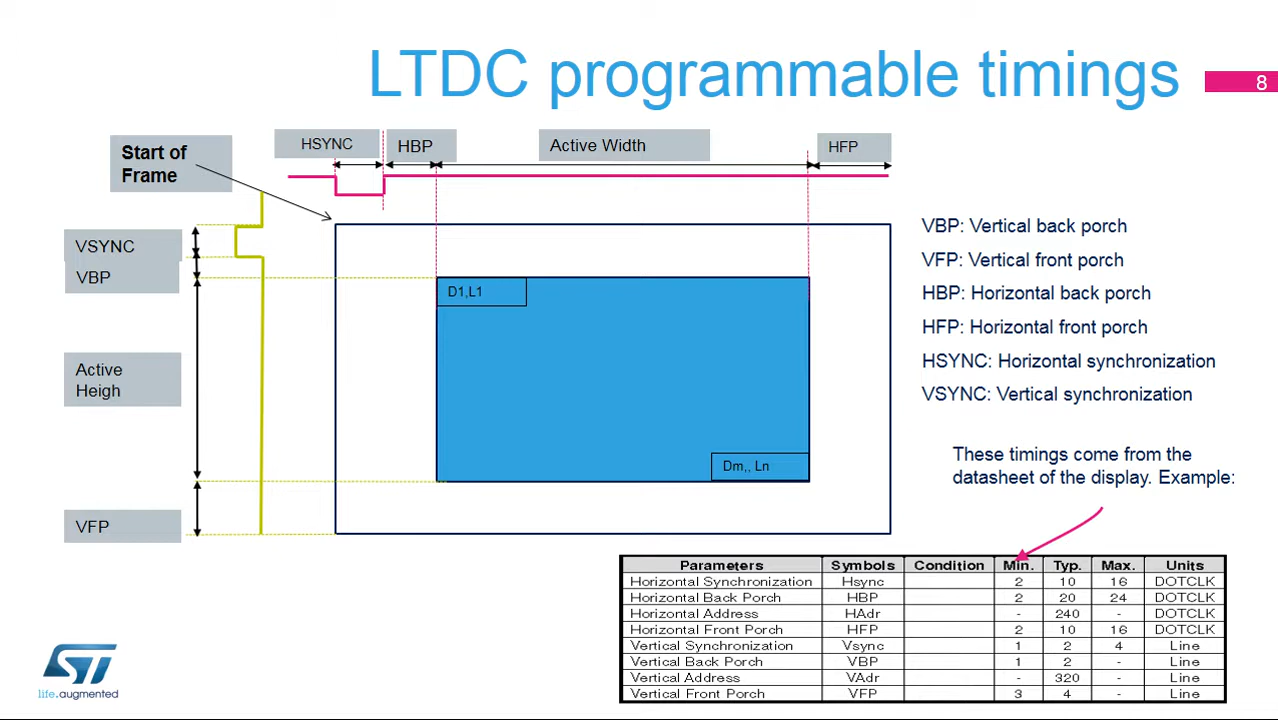 LTDC programmable timings
8
Start of
Frame
HSYNC
HBP
Active Width
HFP
VSYNC
VBP
Active
Heigh
VFP
D1,L1
Dm,, Ln
VBP: Vertical back porch
VFP: Vertical front porch
HBP: Horizontal back porch
HFP: Horizontal front porch
HSYNC: Horizontal synchronization
VSYNC: Vertical synchronization
These timings come from the
datasheet of the display. Example:
Parameters Symbols Condition Min. Typ. Max. Units
Horizontal Synchronization Hsync 2 10 16 DOTCLK
Horizontal Back Porch HBP 2 20 24 DOTCLK
Horizontal Address HAdr - 240 - DOTCLK
Horizontal Front Porch HFP 2 10 16 DOTCLK
Vertical Synchronization Vsync 1 2 4 Line
Vertical Back Porch VBP 1 2 - Line
Vertical Address VAdr - 320 - Line
Vertical Front Porch VFP 3 4 - Line
ST
life.augmented